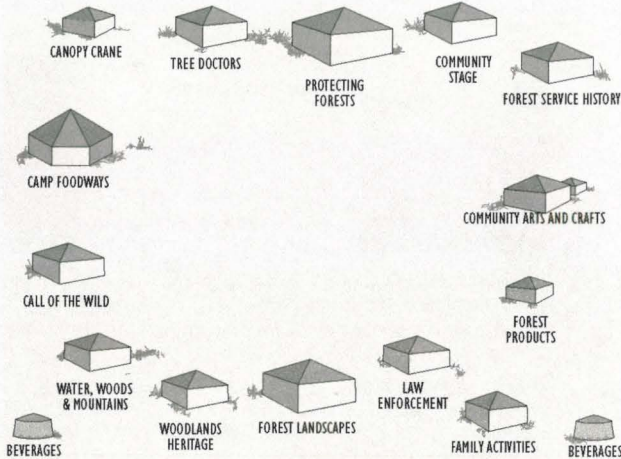 CANOPY CRANE
TREE DOCTORS
PROTECTING
FORESTS
COMMUNITY
STAGE
FOREST SERVICE HISTORY
CAMP FOODWAYS
COMMUNITY ARTS AND CRAFTS
CALL OF THE WILD
FOREST
PRODUCTS
WATER, WOODS
& MOUNTAINS
WOODLANDS
HERITAGE
FOREST LANDSCAPES
LAW
ENFORCEMENT
FAMILY ACTIVITIES
BEVERAGES
BEVERAGES